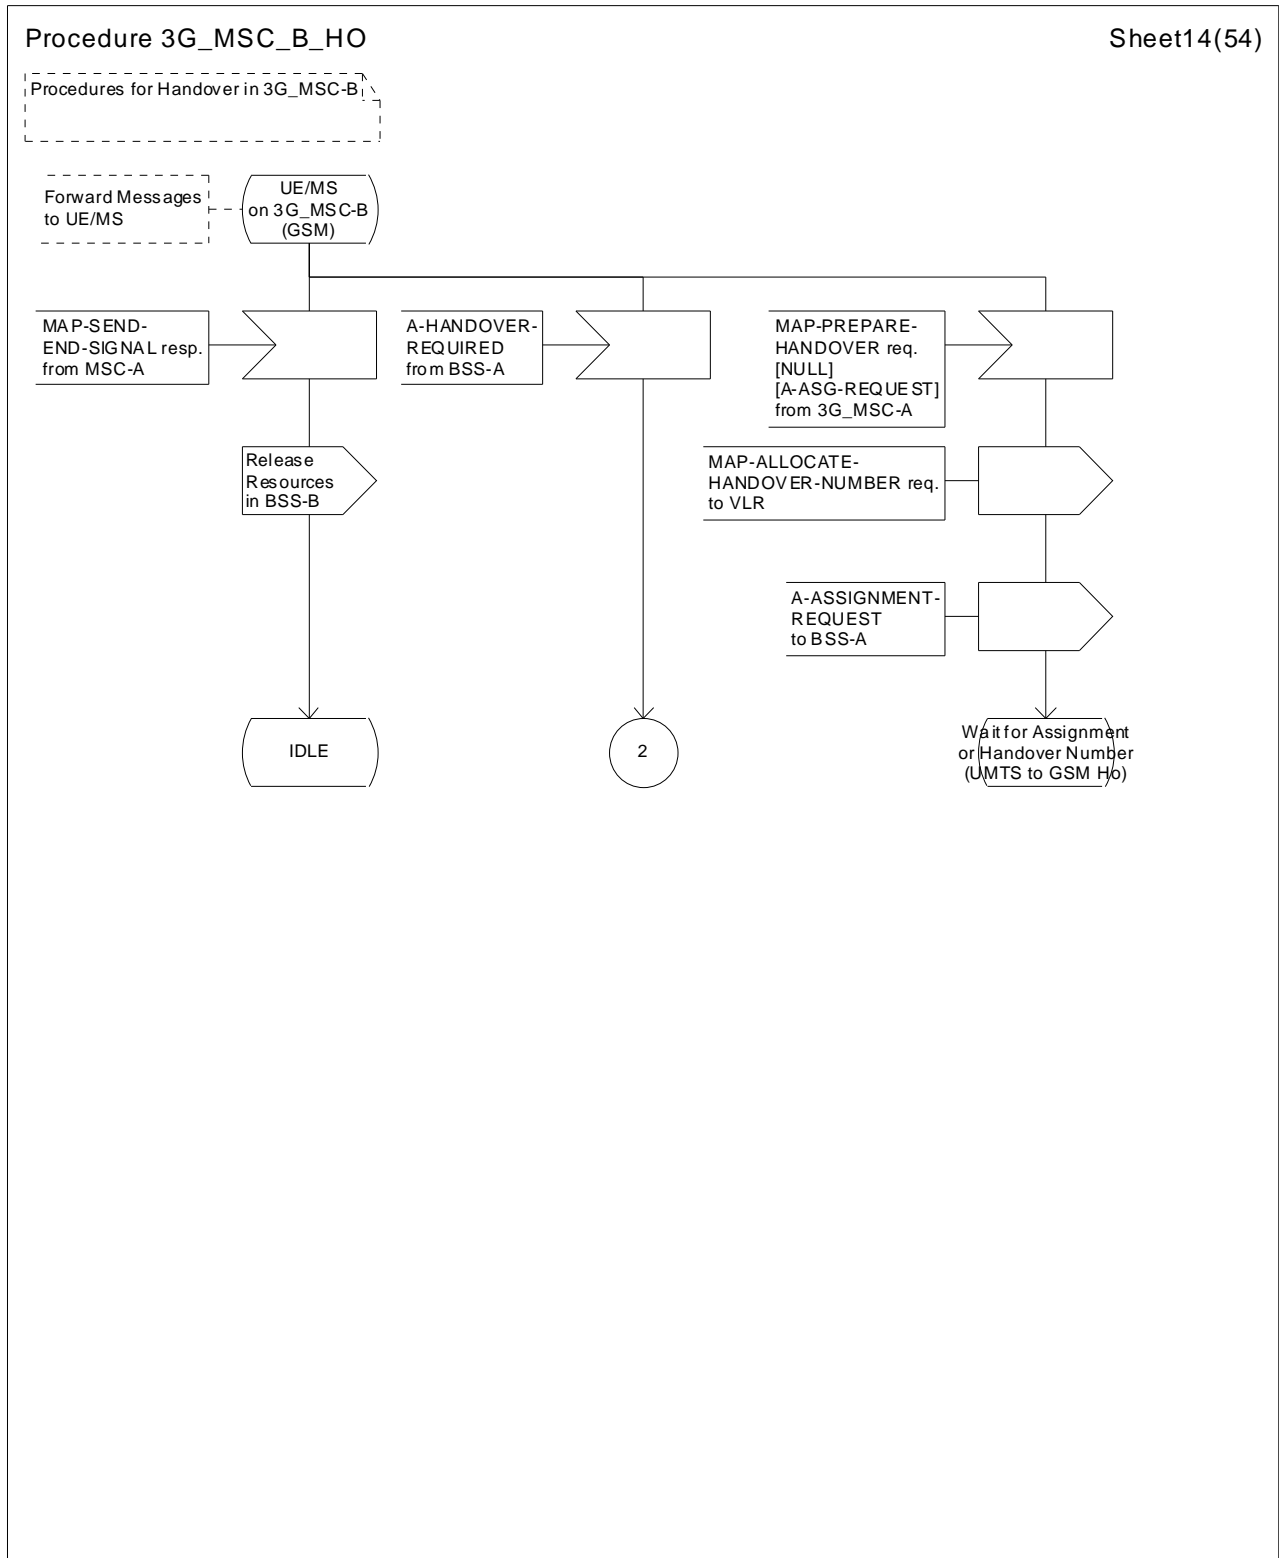 Procedure 3G_MSC_B_HO
Sheet14(54)
Procedures for Handover in 3G_MSC-B
Forward Messages
to UE/MS
UE/MS
on 3G_MSC-B
(GSM)
MAP-SEND-
END-SIGNAL resp.
from MSC-A
A-HANDOVER-
REQUIRED
from BSS-A
MAP-PREPARE-
HANDOVER req.
[NULL]
[A-ASG-REQUEST]
from 3G_MSC-A
Release
Resources
in BSS-B
MAP-ALLOCATE-
HANDOVER-NUMBER req.
to VLR
A-ASSIGNMENT-
REQUEST
to BSS-A
IDLE
2
Wait for Assignment
or Handover Number
(UMTS to GSM Ho)